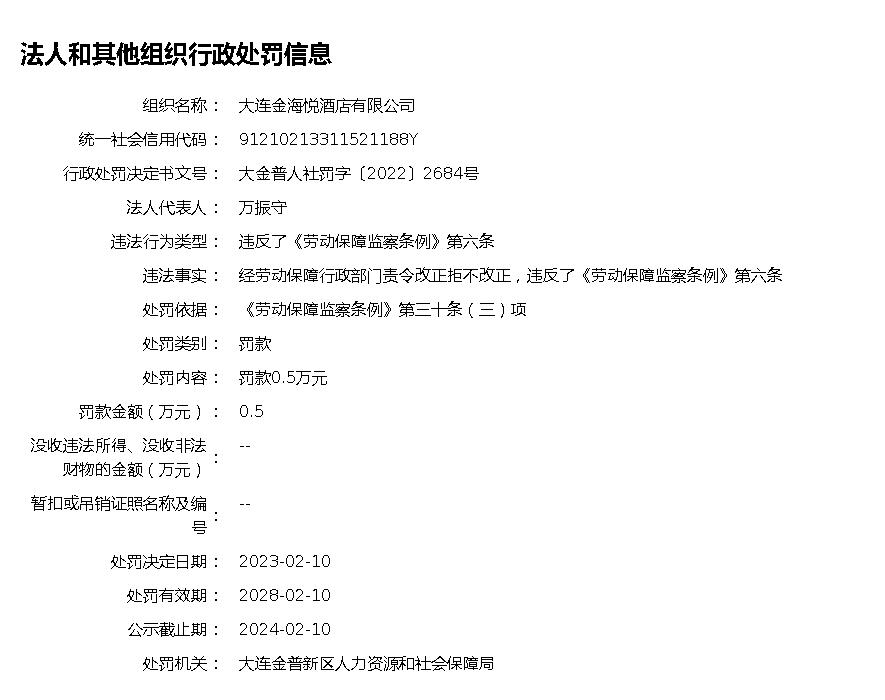 法人和其他组织行政处罚信息
组织名称： 大连金海悦酒店有限公司
统一社会信用代码： 91210213311521188Y
行政处罚决定书文号： 大金普人社罚字〔2022〕2684号
法人代表人： 万振守
违法行为类型： 违反了《劳动保障监察条例》第六条
违法事实： 经劳动保障行政部门责令改正拒不改正，违反了《劳动保障监察条例》第六条
处罚依据： 《劳动保障监察条例》第三十条（三）项
处罚类别： 罚款
处罚内容： 罚款0.5万元
罚款金额（万元）： 0.5
没收违法所得、没收非法
财物的金额（万元）： --
暂扣或吊销证照名称及编
号： --
处罚决定日期： 2023-02-10
处罚有效期： 2028-02-10
公示截止期： 2024-02-10
处罚机关： 大连金普新区人力资源和社会保障局